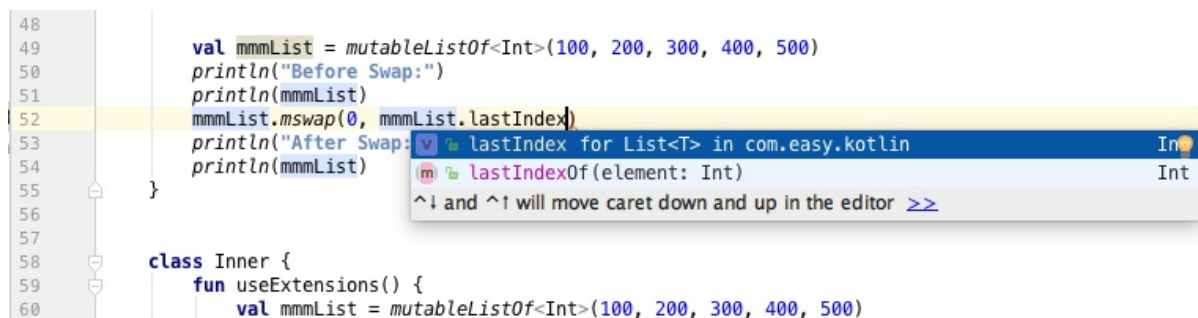 48
49 val mmmList = mutableListOf<Int>(100, 200, 300, 400, 500)
50 println("Before Swap:")
51 println(mmmList)
52 mmmList.mswap(0, mmmList.lastIndex)
53 println("After Swap:
V lastIndex for List<T> in com.easy.kotlin In
54 println(mmmList)
m lastIndexOf(element: Int) Int
55 }
^↓ and ^↑ will move caret down and up in the editor >>
56
57
58 class Inner {
59 fun useExtensions() {
60 val mmmList = mutableListOf<Int>(100, 200, 300, 400, 500)